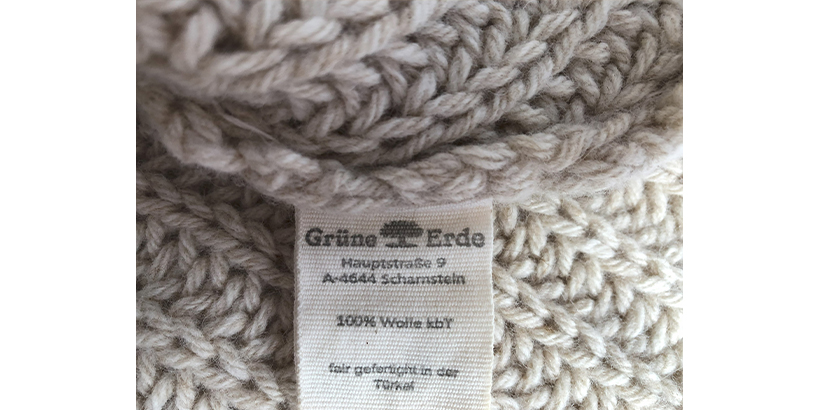 Grüne Erde
Hauptstraße 9
A-4644 Scharnstein
100% Wolle kbT
fair gefertigt in der
Türkei